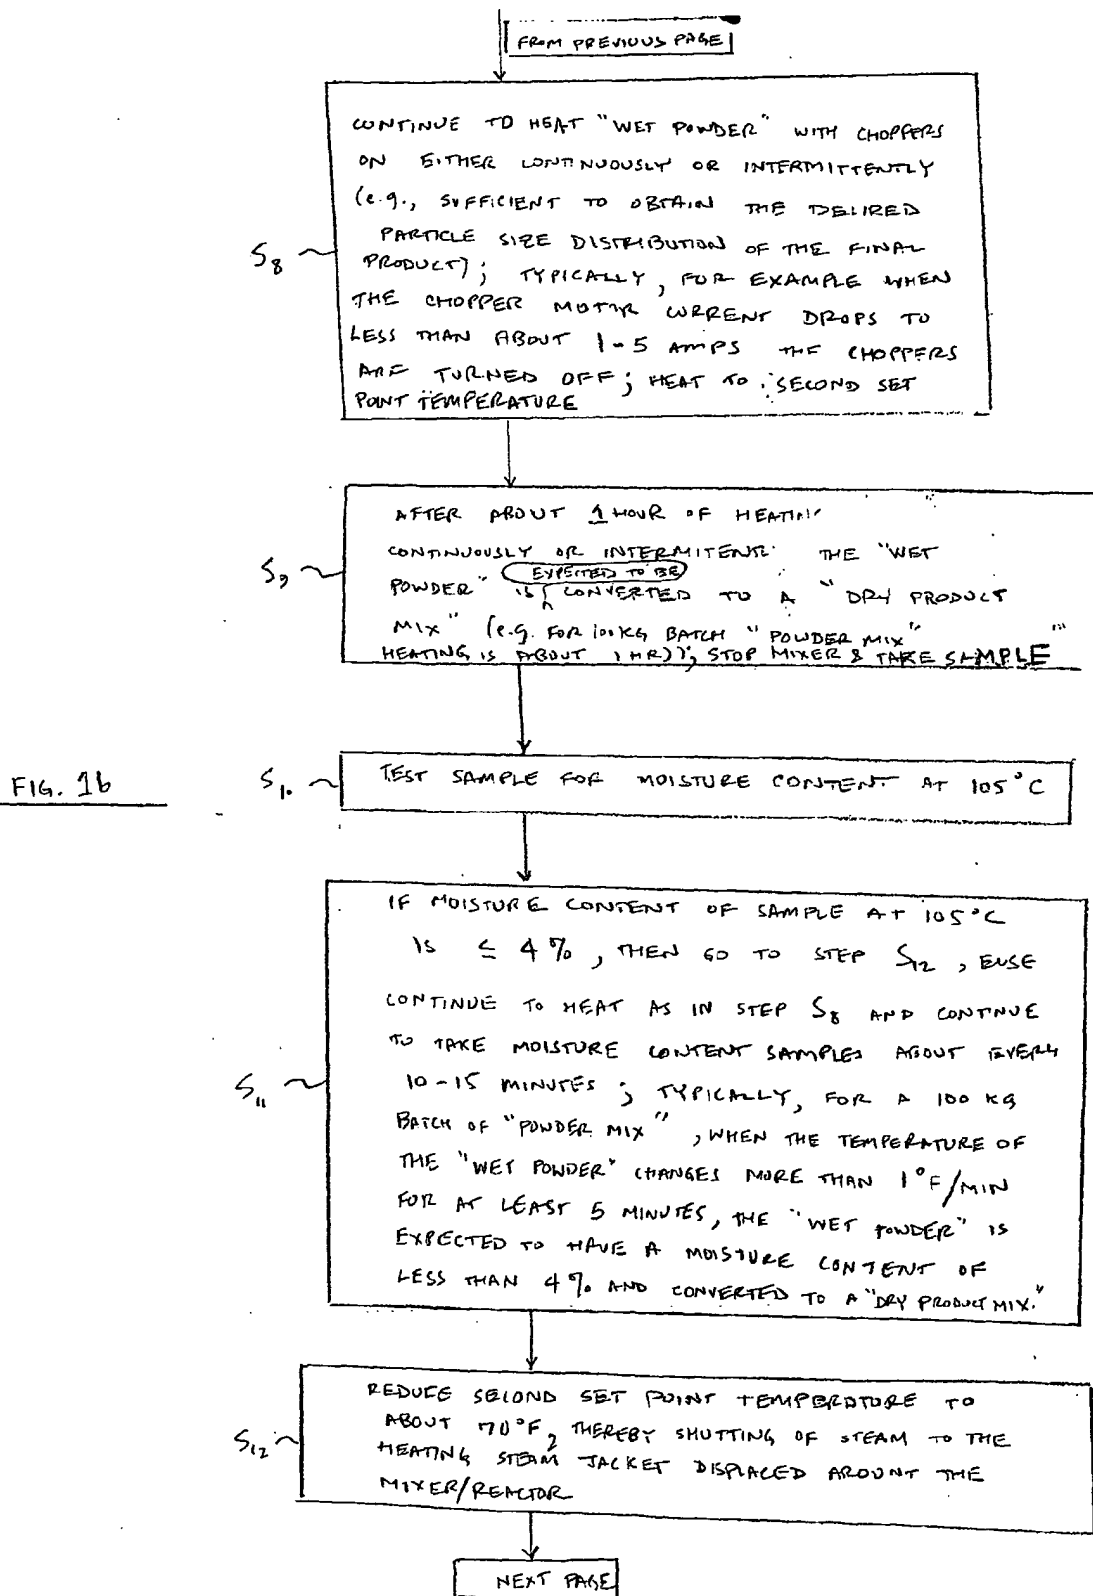 FROM PREVIOUS PAGE
CONTINUE TO HEAT "WET POWDER" WITH CHOPPERS
ON EITHER CONTINUOUSLY OR INTERMITTENTLY
(e.g., SUFFICIENT TO OBTAIN THE DESIRED
PARTICLE SIZE DISTRIBUTION OF THE FINAL
S8
PRODUCT); TYPICALLY, FOR EXAMPLE WHEN
THE CHOPPER MOTOR CURRENT DROPS TO
LESS THAN ABOUT 1-5 AMPS THE CHOPPERS
ARE TURNED OFF; HEAT TO SECOND SET
POINT TEMPERATURE
AFTER ABOUT 1 HOUR OF HEATIN
CONTINUOUSLY OR INTERMITENTL THE "WET
EXPECTED TO BE
S9
POWDER" IS CONVERTED TO A "DRY PRODUCT
MIX" (e.g. FOR 100KG BATCH "POWDER MIX"
HEATING IS ABOUT 1 HR)); STOP MIXER & TAKE SAMPLE
FIG. 1b
S10
TEST SAMPLE FOR MOISTURE CONTENT AT 105°C
IF MOISTURE CONTENT OF SAMPLE AT 105°C
IS ≤ 4%, THEN GO TO STEP S12, ELSE
CONTINUE TO HEAT AS IN STEP S8 AND CONTINUE
TO TAKE MOISTURE CONTENT SAMPLES ABOUT EVERY
S11
10-15 MINUTES; TYPICALLY, FOR A 100 KG
BATCH OF "POWDER MIX", WHEN THE TEMPERATURE OF
THE "WET POWDER" CHANGES MORE THAN 1°F/MIN
FOR AT LEAST 5 MINUTES, THE "WET POWDER" IS
EXPECTED TO HAVE A MOISTURE CONTENT OF
LESS THAN 4% AND CONVERTED TO A "DRY PRODUCT MIX."
REDUCE SECOND SET POINT TEMPERATURE TO
ABOUT 70°F, THEREBY SHUTTING OF STEAM TO THE
S12
HEATING STEAM JACKET DISPLACED AROUNT THE
MIXER/REACTOR
NEXT PAGE